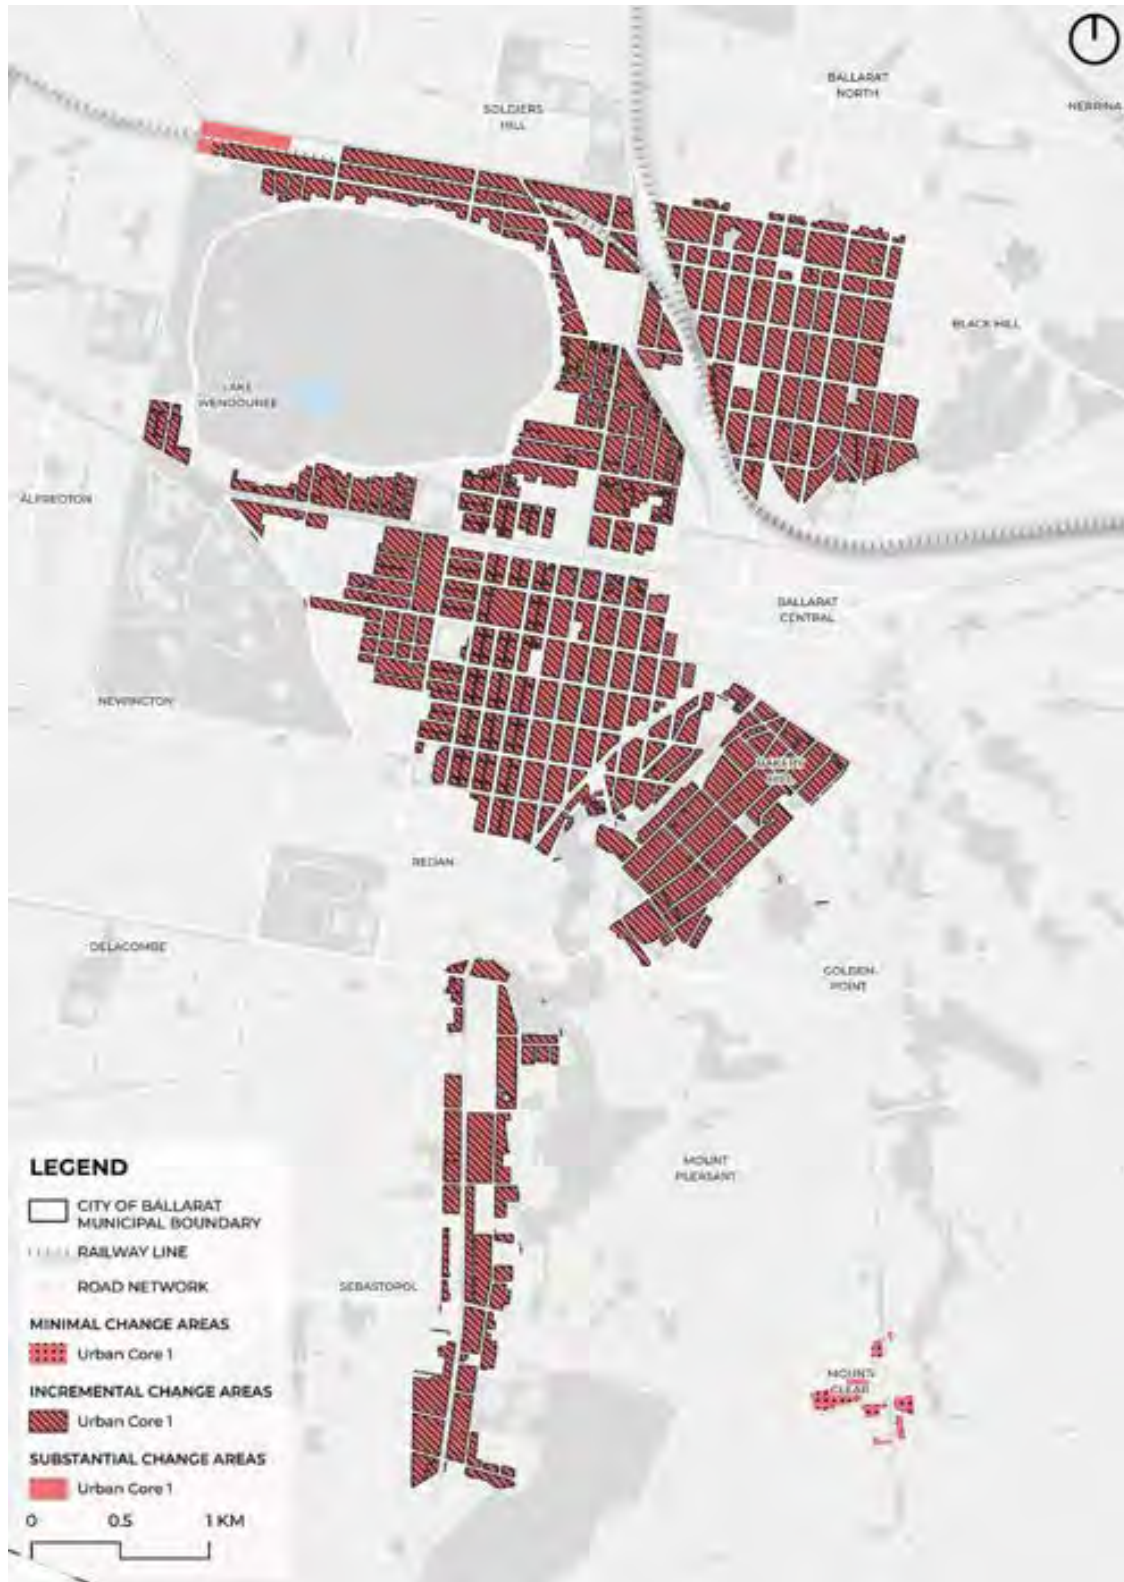 SOLDIERS
HILL
BALLARAT
NORTH
NERRINA
BLACK HILL
LAKE
WENDOUREE
ALFREDTON
BALLARAT
CENTRAL
NEWINGTON
BAKERY
HILL
REDAN
DELACOMBE
GOLDEN
POINT
MOUNT
PLEASANT
SEBASTOPOL
MOUNT
CLEAR
LEGEND
CITY OF BALLARAT
MUNICIPAL BOUNDARY
RAILWAY LINE
ROAD NETWORK
MINIMAL CHANGE AREAS
Urban Core 1
INCREMENTAL CHANGE AREAS
Urban Core 1
SUBSTANTIAL CHANGE AREAS
Urban Core 1
0 0.5 1 KM